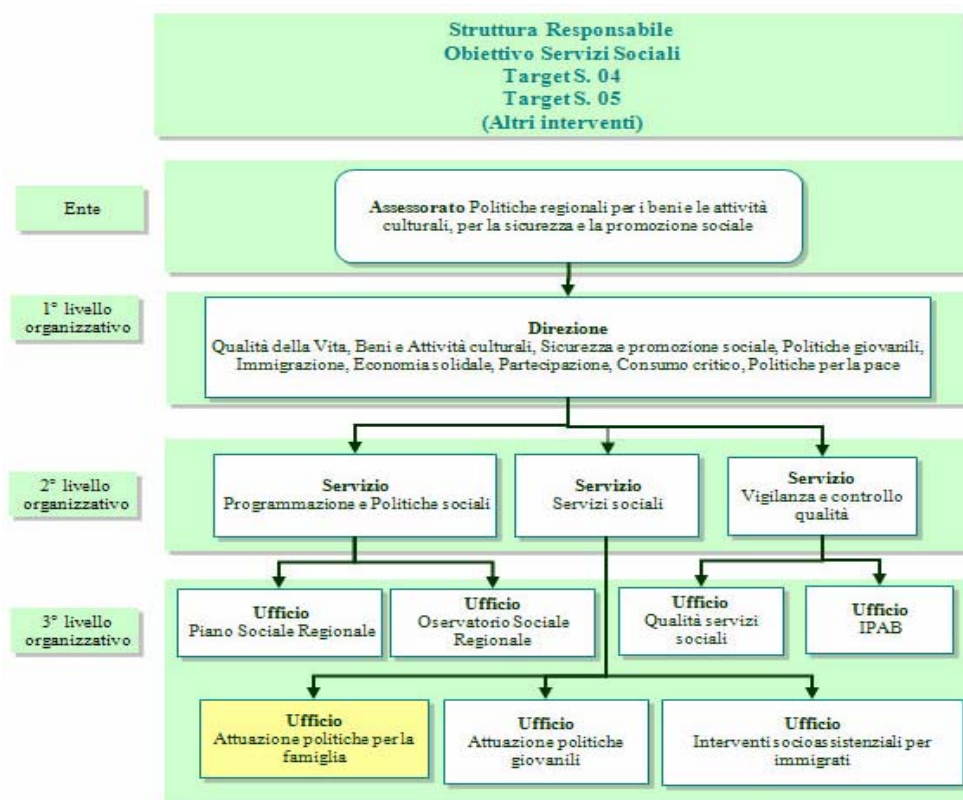 Struttura Responsabile
Obiettivo Servizi Sociali
Target S. 04
Target S. 05
(Altri interventi)
Ente
Assessorato Politiche regionali per i beni e le attività
culturali, per la sicurezza e la promozione sociale
1° livello
organizzativo
Direzione
Qualità della Vita, Beni e Attività culturali, Sicurezza e promozione sociale, Politiche giovanili,
Immigrazione, Economia solidale, Partecipazione, Consumo critico, Politiche per la pace
2° livello
organizzativo
Servizio
Programmazione e Politiche sociali
Servizio
Servizi sociali
Servizio
Vigilanza e controllo
qualità
3° livello
organizzativo
Ufficio
Piano Sociale Regionale
Ufficio
Oservatorio Sociale
Regionale
Ufficio
Qualità servizi
sociali
Ufficio
IPAB
Ufficio
Attuazione politiche per la
famiglia
Ufficio
Attuazione politiche
giovanili
Ufficio
Interventi socioassistenziali per
immigrati